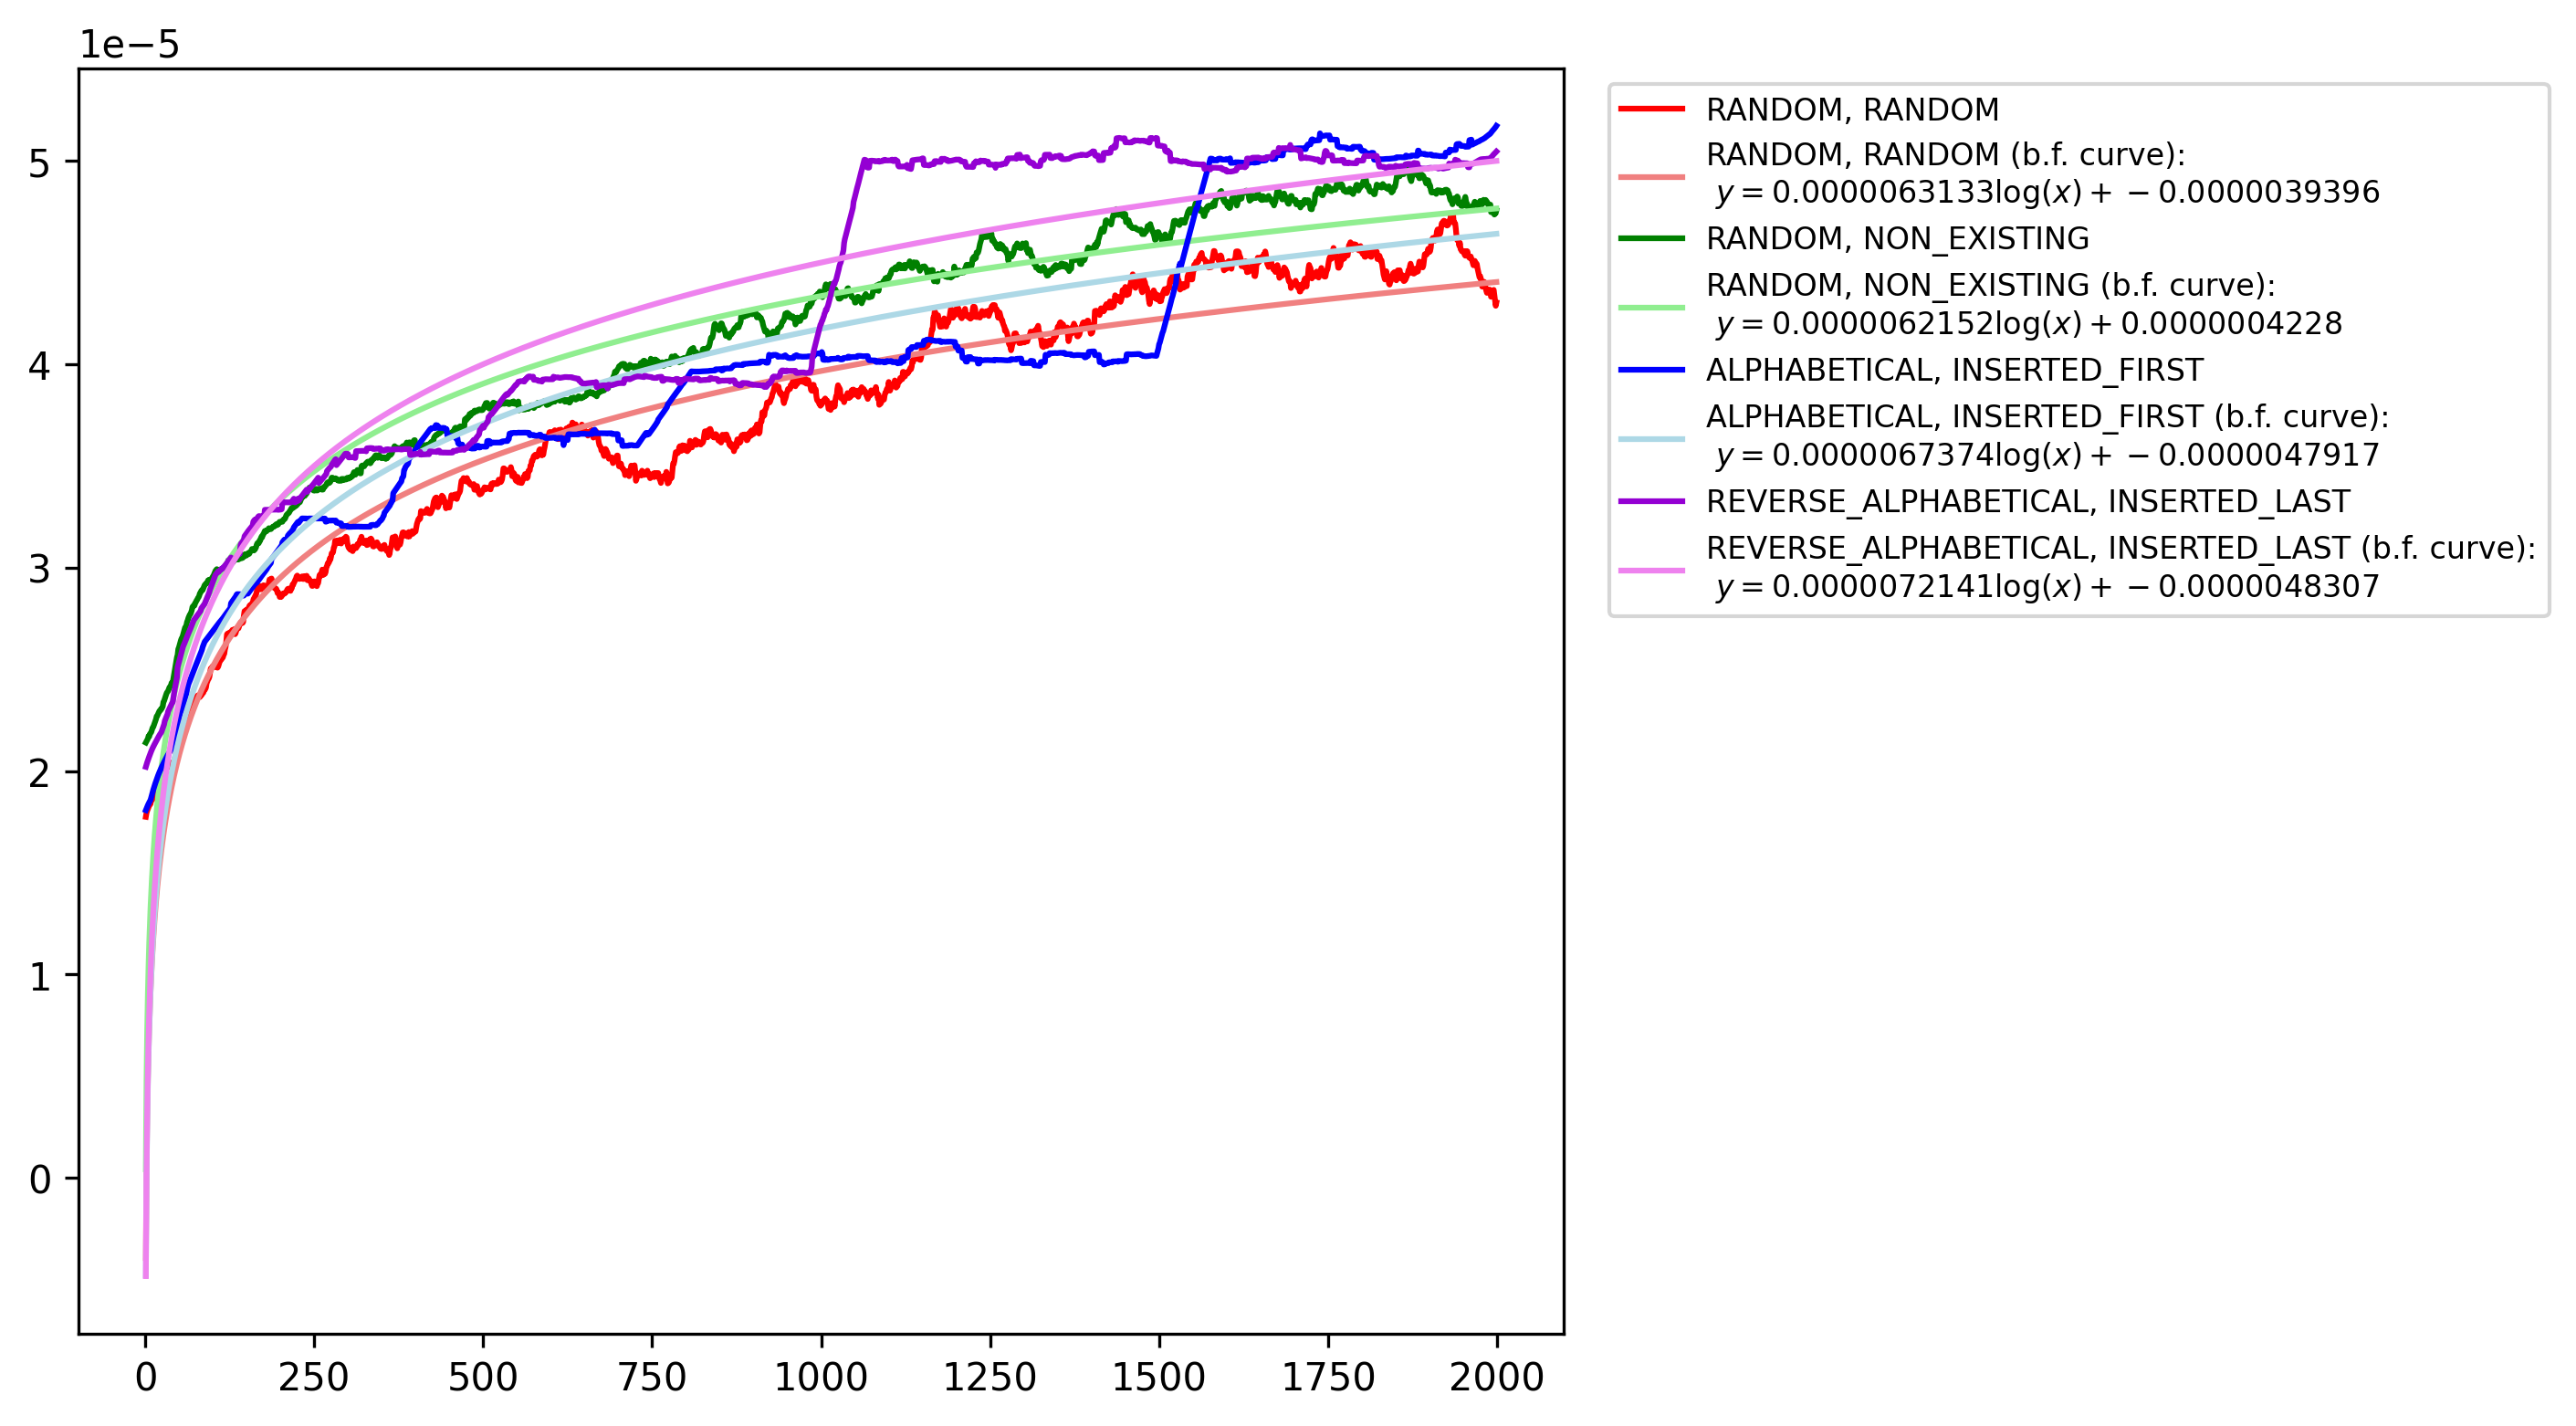 1e−5
5
4
3
2
1
0
0 250 500 750 1000 1250 1500 1750 2000
RANDOM, RANDOM
RANDOM, RANDOM (b.f. curve):
y = 0.0000063133log(x) + − 0.0000039396
RANDOM, NON_EXISTING
RANDOM, NON_EXISTING (b.f. curve):
y = 0.0000062152log(x) + 0.0000004228
ALPHABETICAL, INSERTED_FIRST
ALPHABETICAL, INSERTED_FIRST (b.f. curve):
y = 0.0000067374log(x) + − 0.0000047917
REVERSE_ALPHABETICAL, INSERTED_LAST
REVERSE_ALPHABETICAL, INSERTED_LAST (b.f. curve):
y = 0.0000072141log(x) + − 0.0000048307